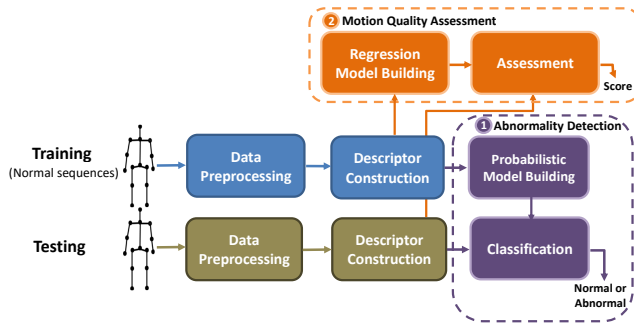 2 Motion Quality Assessment
Regression
Model Building
Assessment
Score
1 Abnormality Detection
Training
(Normal sequences)
Data
Preprocessing
Descriptor
Construction
Probabilistic
Model Building
Testing
Data
Preprocessing
Descriptor
Construction
Classification
Normal or
Abnormal